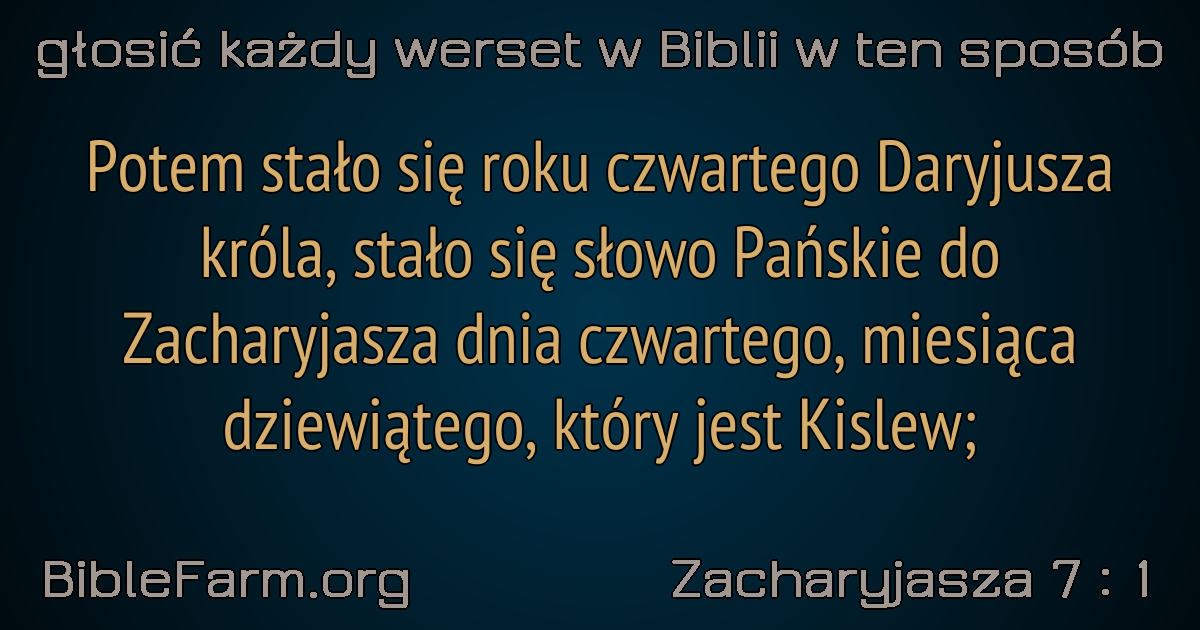 głosić każdy werset w Biblii w ten sposób
Potem stało się roku czwartego Daryjusza
króla, stało się słowo Pańskie do
Zacharyjasza dnia czwartego, miesiąca
dziewiątego, który jest Kislew;
BibleFarm.org
Zacharyjasza 7 : 1